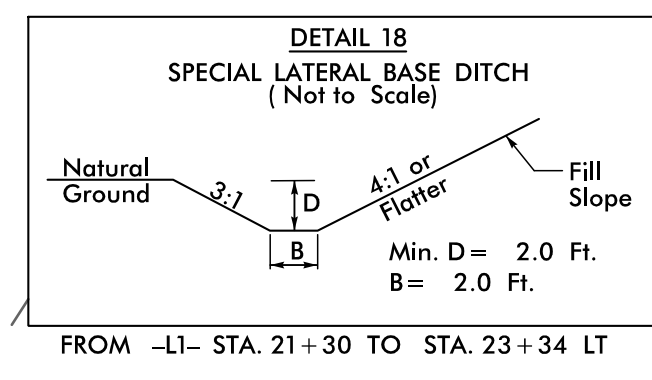 DETAIL 18
SPECIAL LATERAL BASE DITCH
( Not to Scale)
Natural
Ground
3:1
D
B
4:1 or
Flatter
Fill
Slope
Min. D = 2.0 Ft.
B = 2.0 Ft.
FROM -L1- STA. 21+30 TO STA. 23+34 LT